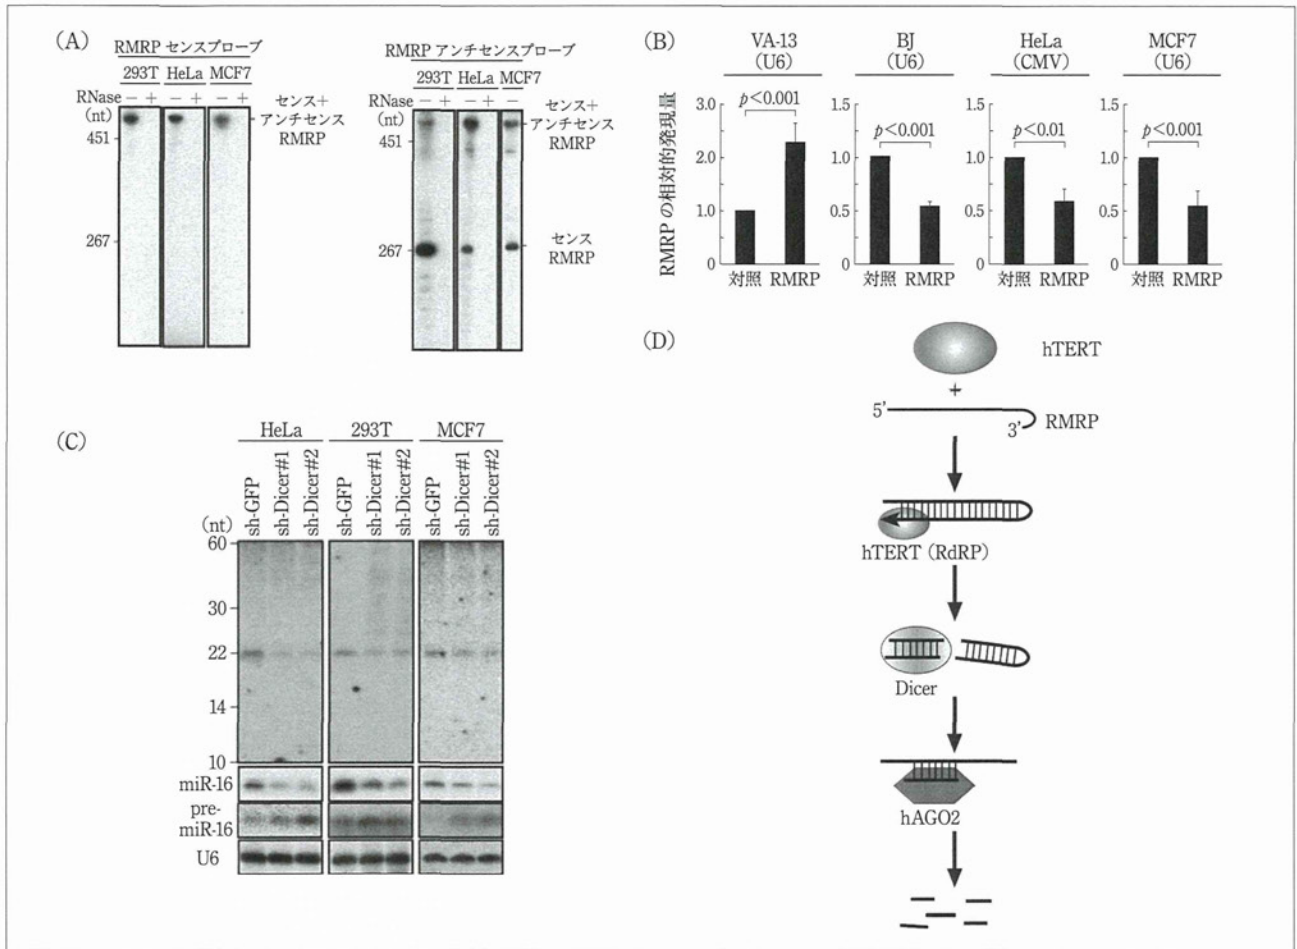 (A)
RMRP センスプローブ
293T HeLa MCF7
RNase － ＋ － ＋ － ＋
(nt)
451
267
センス＋
アンチセンス
RMRP
RMRP アンチセンスプローブ
293T HeLa MCF7
RNase － ＋ － ＋ －
(nt)
451
267
センス＋
アンチセンス
RMRP
センス
RMRP
(B)
RMRP の相対的発現量
VA-13
(U6)
p＜0.001
3.0
2.0
1.0
0
対照 RMRP
BJ
(U6)
p＜0.001
1.5
1.0
0.5
0
対照 RMRP
HeLa
(CMV)
p＜0.01
1.5
1.0
0.5
0
対照 RMRP
MCF7
(U6)
p＜0.001
1.5
1.0
0.5
0
対照 RMRP
(C)
HeLa 293T MCF7
sh-GFP sh-Dicer#1 sh-Dicer#2 sh-GFP sh-Dicer#1 sh-Dicer#2 sh-GFP sh-Dicer#1 sh-Dicer#2
(nt)
60
30
22
14
10
miR-16
pre-
miR-16
U6
(D)
hTERT
+
5' 3' RMRP
hTERT (RdRP)
Dicer
hAGO2